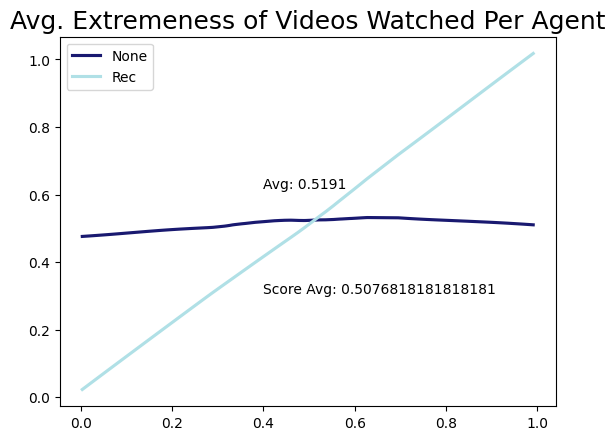 Avg. Extremeness of Videos Watched Per Agent
None
Rec
1.0
0.8
0.6
0.4
0.2
0.0
Avg: 0.5191
Score Avg: 0.5076818181818181
0.0 0.2 0.4 0.6 0.8 1.0